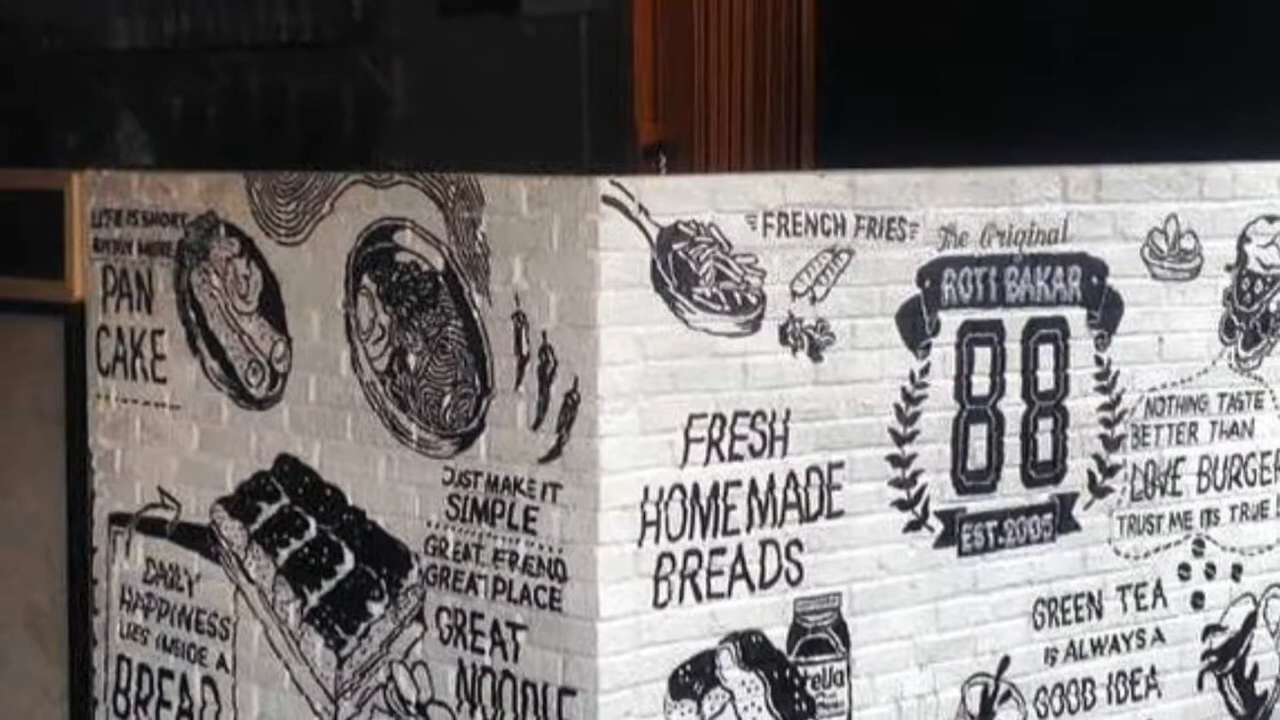 LIFE IS SHORT
PAN
CAKE
JUST MAKE IT
SIMPLE
GREAT FRIEND
GREAT PLACE
GREAT
NOODLE
DAILY
HAPPINESS
LIES INSIDE A
BREAD
FRENCH FRIES
The Original
ROTI BAKAR
88
EST.2005
FRESH
HOMEMADE
BREADS
NOTHING TASTE
BETTER THAN
LOVE BURGER
TRUST ME ITS TRUE
GREEN TEA
IS ALWAYS A
GOOD IDEA